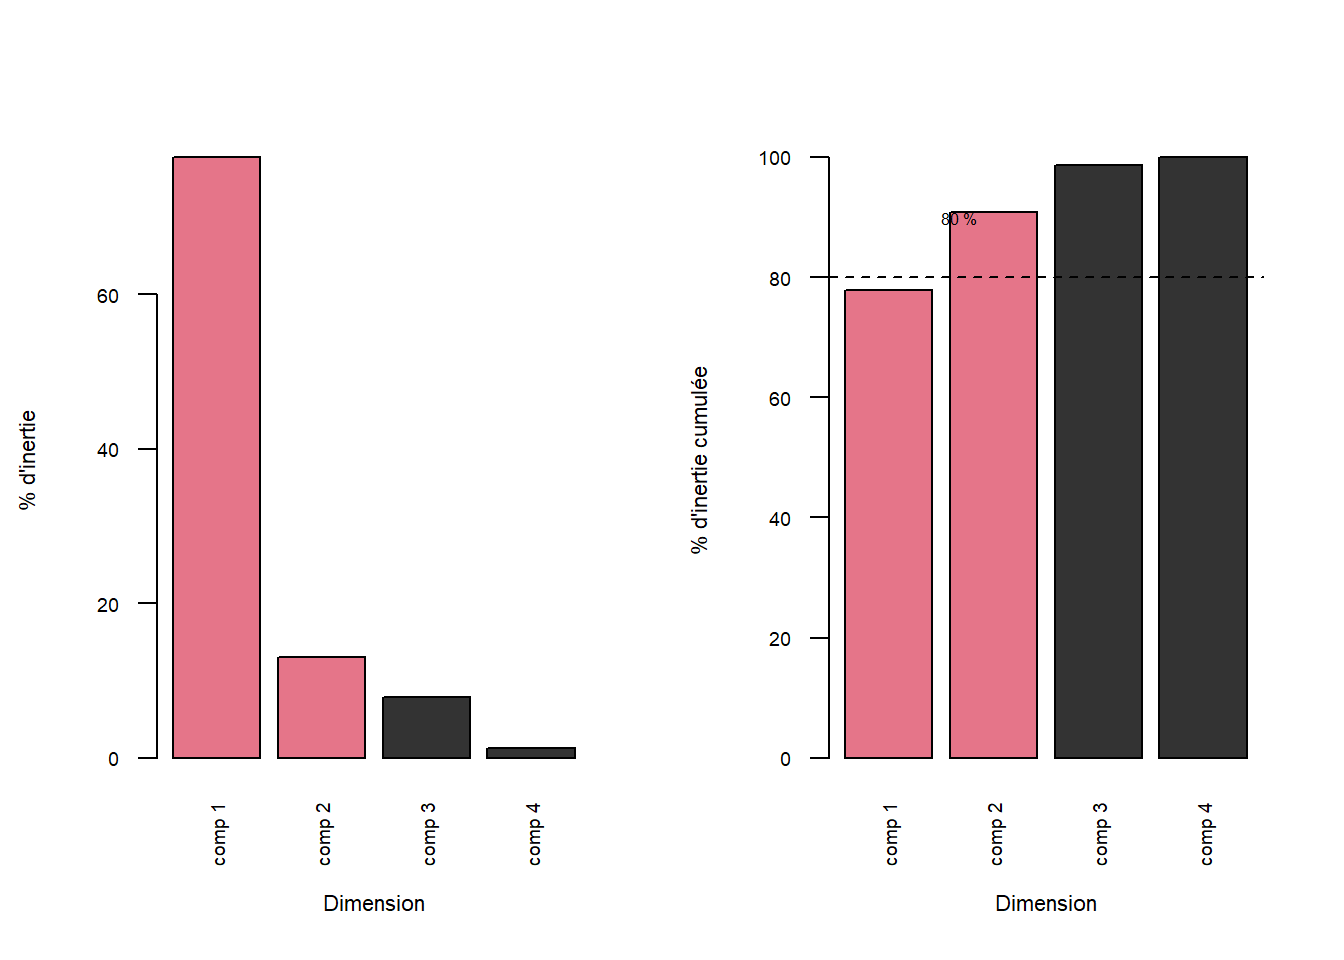 % d'inertie
60
40
20
0
comp 1
comp 2
comp 3
comp 4
Dimension
% d'inertie cumulée
100
80
60
40
20
0
80 %
comp 1
comp 2
comp 3
comp 4
Dimension